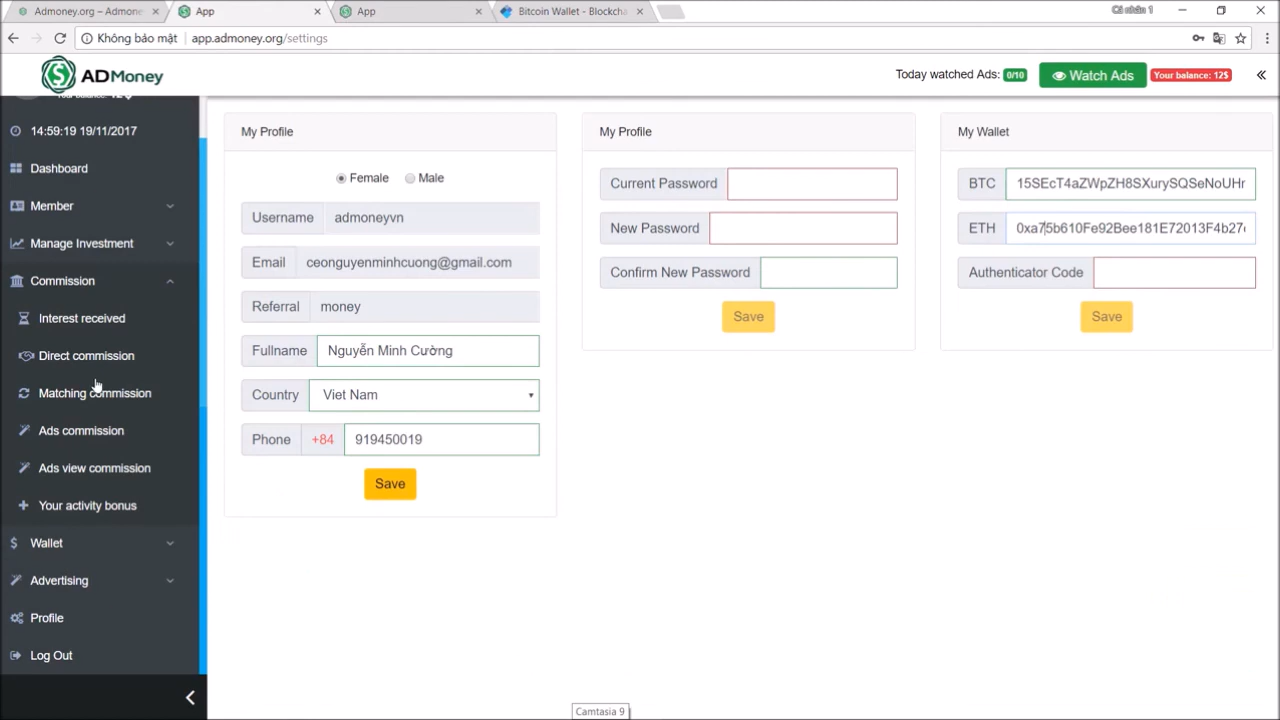 Admoney.org – Admone
App
App
Bitcoin Wallet - Blockcha
Cá nhân 1
Không bảo mật
app.admoney.org/settings
ADMoney
Today watched Ads: 0/10
Watch Ads
Your balance: 12$
14:59:19 19/11/2017
Dashboard
Member
Manage Investment
Commission
Interest received
Direct commission
Matching commission
Ads commission
Ads view commission
Your activity bonus
Wallet
Advertising
Profile
Log Out
My Profile
Female
Male
Username admoneyvn
Email ceonguyenminhcuong@gmail.com
Referral money
Fullname Nguyễn Minh Cường
Country Viet Nam
Phone +84 919450019
Save
My Profile
Current Password
New Password
Confirm New Password
Save
My Wallet
BTC 15SEcT4aZWpZH8SXurySQSeNoUHr
ETH 0xa75b610Fe92Bee181E72013F4b27
Authenticator Code
Save
Camtasia 9